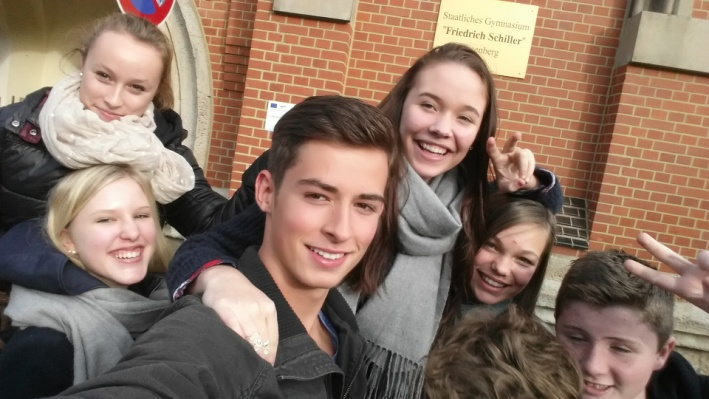 Staatliches Gymnasium
"Friedrich Schiller"